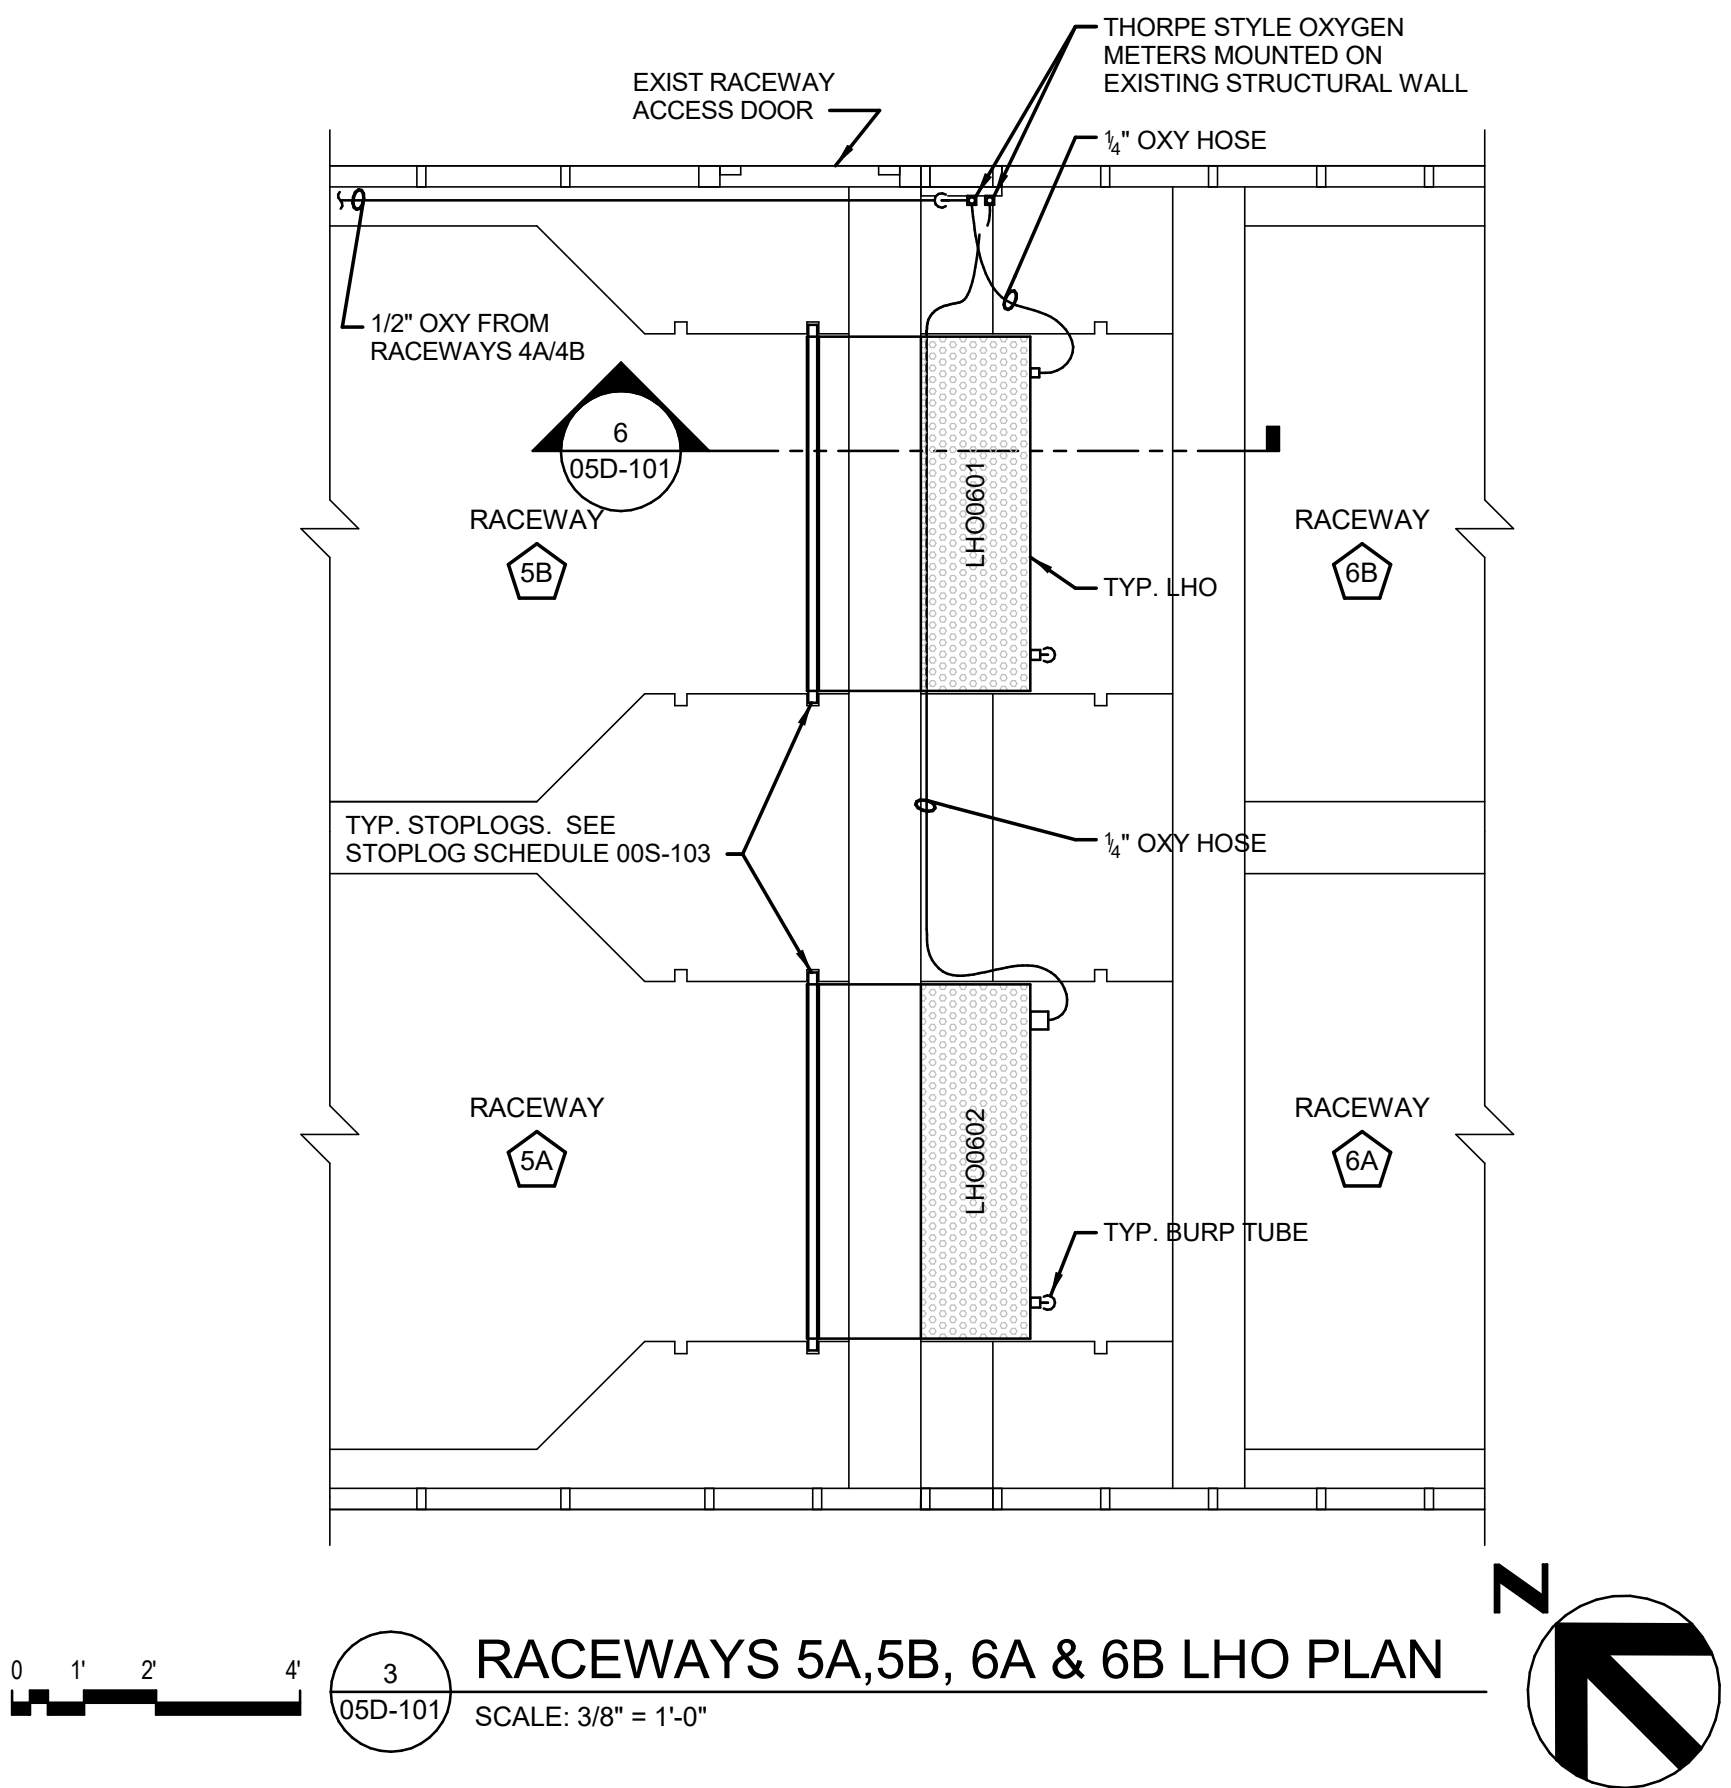 THORPE STYLE OXYGEN
METERS MOUNTED ON
EXISTING STRUCTURAL WALL
EXIST RACEWAY
ACCESS DOOR
1/4" OXY HOSE
1/2" OXY FROM
RACEWAYS 4A/4B
6
05D-101
LHO0601
RACEWAY
5B
RACEWAY
6B
TYP. LHO
TYP. STOPLOGS.  SEE
STOPLOG SCHEDULE 00S-103
1/4" OXY HOSE
RACEWAY
5A
LHO0602
RACEWAY
6A
TYP. BURP TUBE
N
0 1' 2' 4'
3
05D-101
RACEWAYS 5A,5B, 6A & 6B LHO PLAN
SCALE: 3/8" = 1'-0"